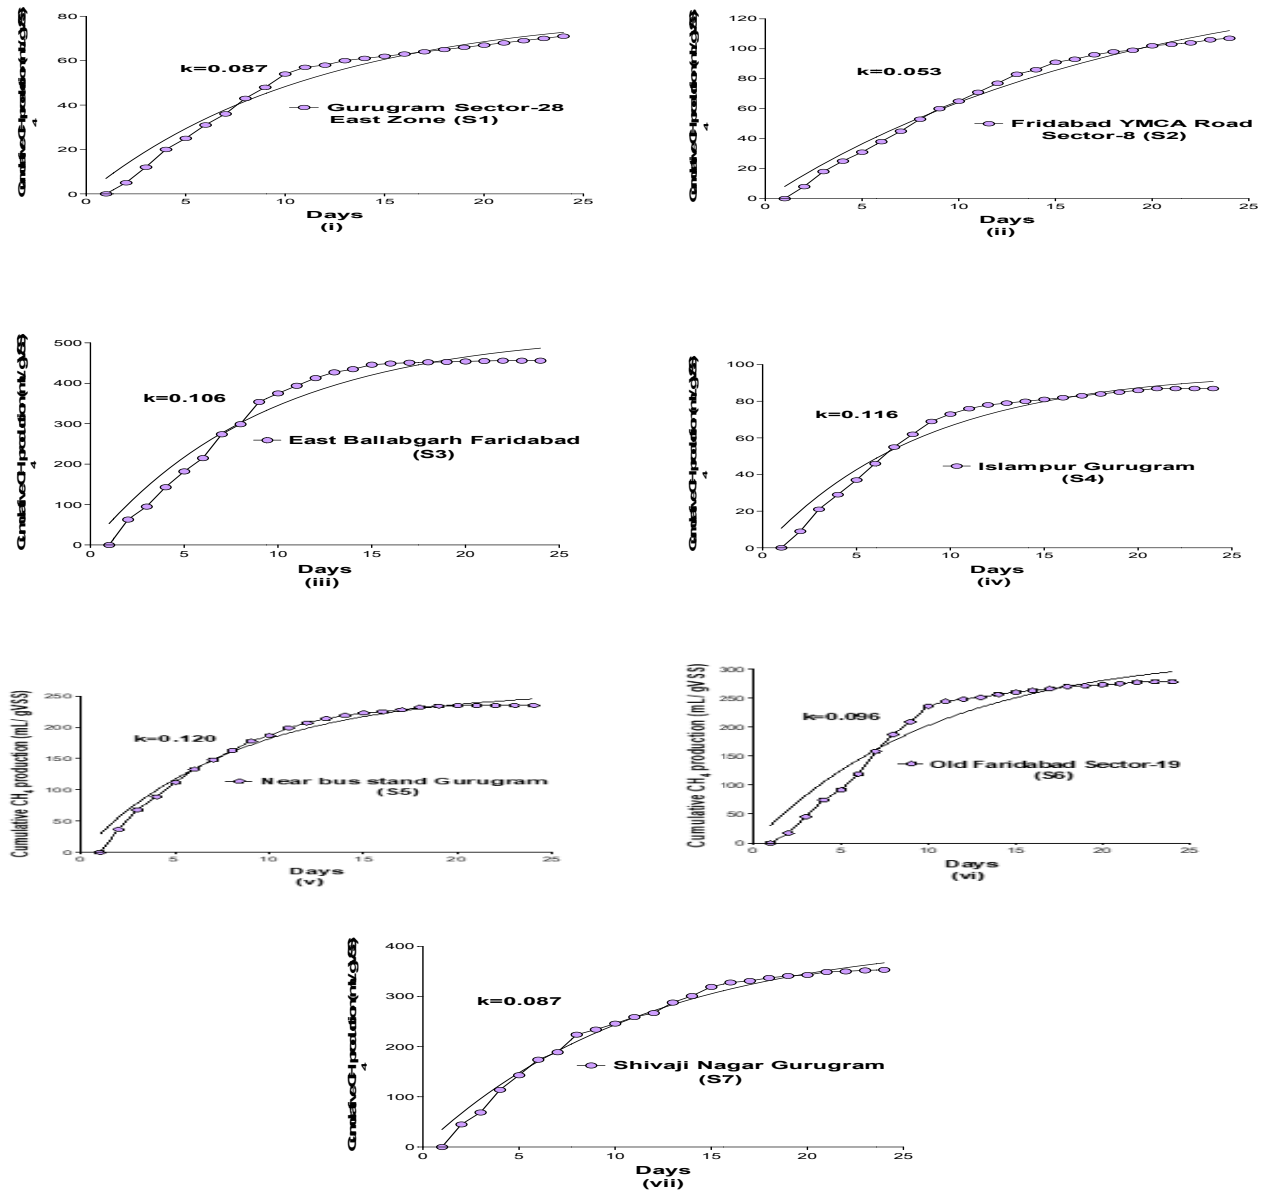 80
60
40
20
0
k=0.087
Gurugram Sector-28
East Zone (S1)
0 5 10 15 20 25
Days
(i)
120
100
80
60
40
20
0
k=0.053
Fridabad YMCA Road
Sector-8 (S2)
0 5 10 15 20 25
Days
(ii)
500
400
300
200
100
0
k=0.106
East Ballabgarh Faridabad
(S3)
0 5 10 15 20 25
Days
(iii)
100
80
60
40
20
0
k=0.116
Islampur Gurugram
(S4)
0 5 10 15 20 25
Days
(iv)
Cumulative CH4 production (mL/ gVSS)
250
200
150
100
50
0
k=0.120
Near bus stand Gurugram
(S5)
0 5 10 15 20 25
Days
(v)
Cumulative CH4 production (mL/ gVSS)
300
250
200
150
100
50
0
k=0.096
Old Faridabad Sector-19
(S6)
0 5 10 15 20 25
Days
(vi)
400
300
200
100
0
k=0.087
Shivaji Nagar Gurugram
(S7)
0 5 10 15 20 25
Days
(vii)